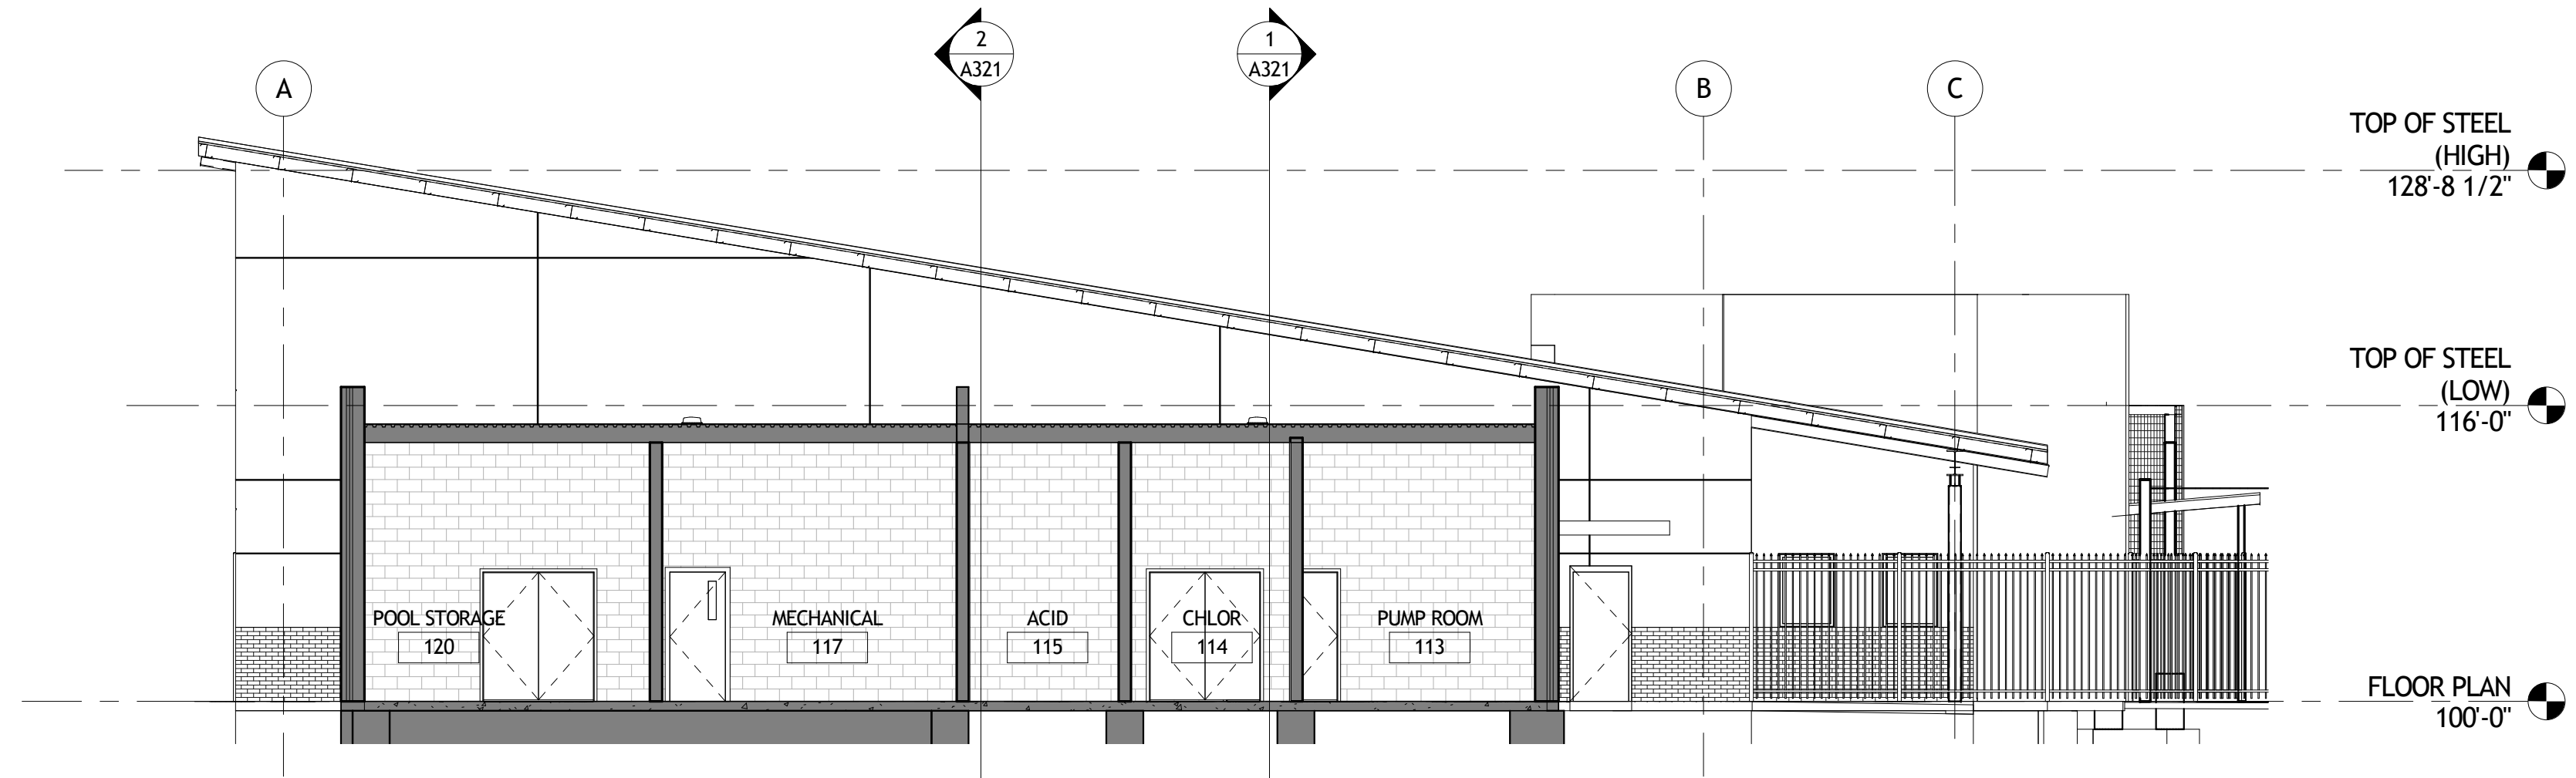 2
A321
1
A321
A
B
C
TOP OF STEEL
(HIGH)
128'-8 1/2"
TOP OF STEEL
(LOW)
116'-0"
POOL STORAGE
120
MECHANICAL
117
ACID
115
CHLOR
114
PUMP ROOM
113
FLOOR PLAN
100'-0"